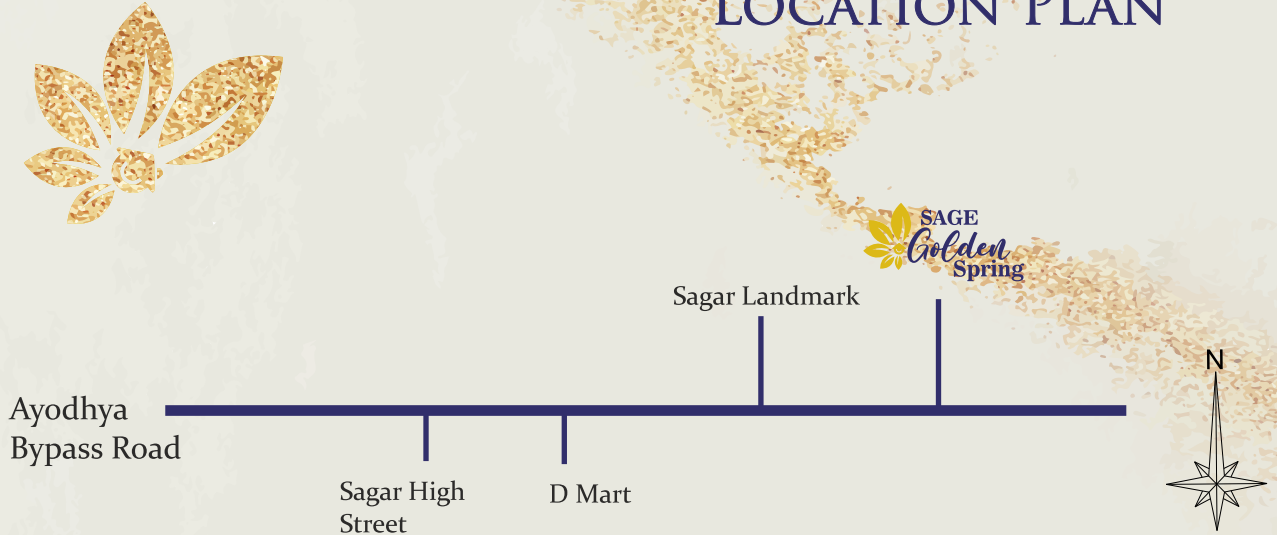 LOCATION PLAN
SAGE
Golden
Spring
Sagar Landmark
N
Ayodhya
Bypass Road
Sagar High
Street
D Mart